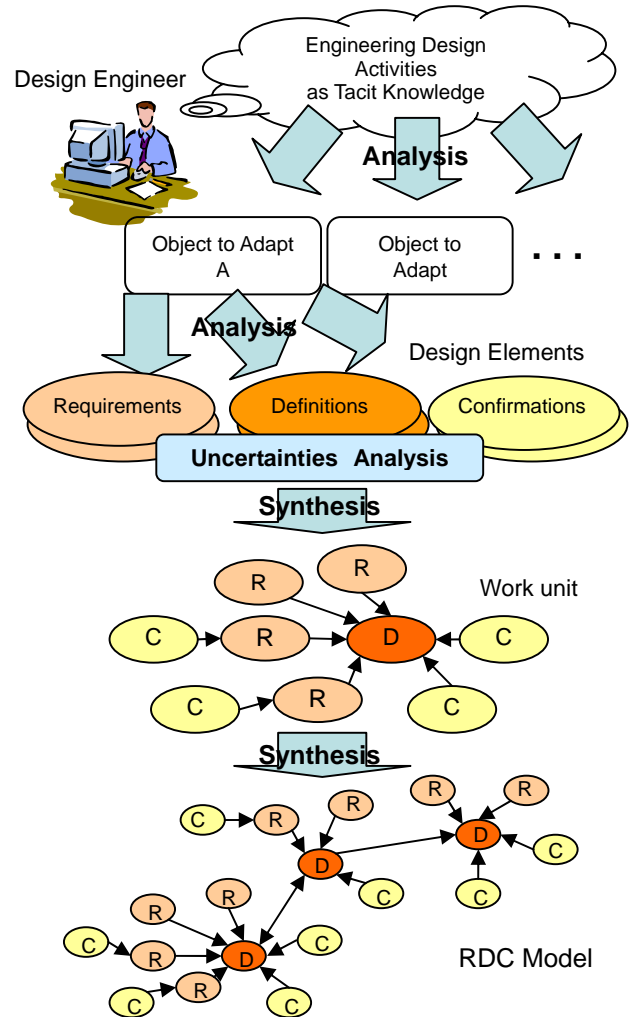 Engineering Design
Activities
as Tacit Knowledge
Design Engineer
Analysis
Object to Adapt
A
Object to
Adapt
. . .
Analysis
Design Elements
Requirements
Definitions
Confirmations
Uncertainties Analysis
Synthesis
R
R
Work unit
C
R
D
C
C
R
C
Synthesis
R
R
R
C
R
D
D
C
R
C
C
R
R
C
C
R
D
C
R
C
C
RDC Model